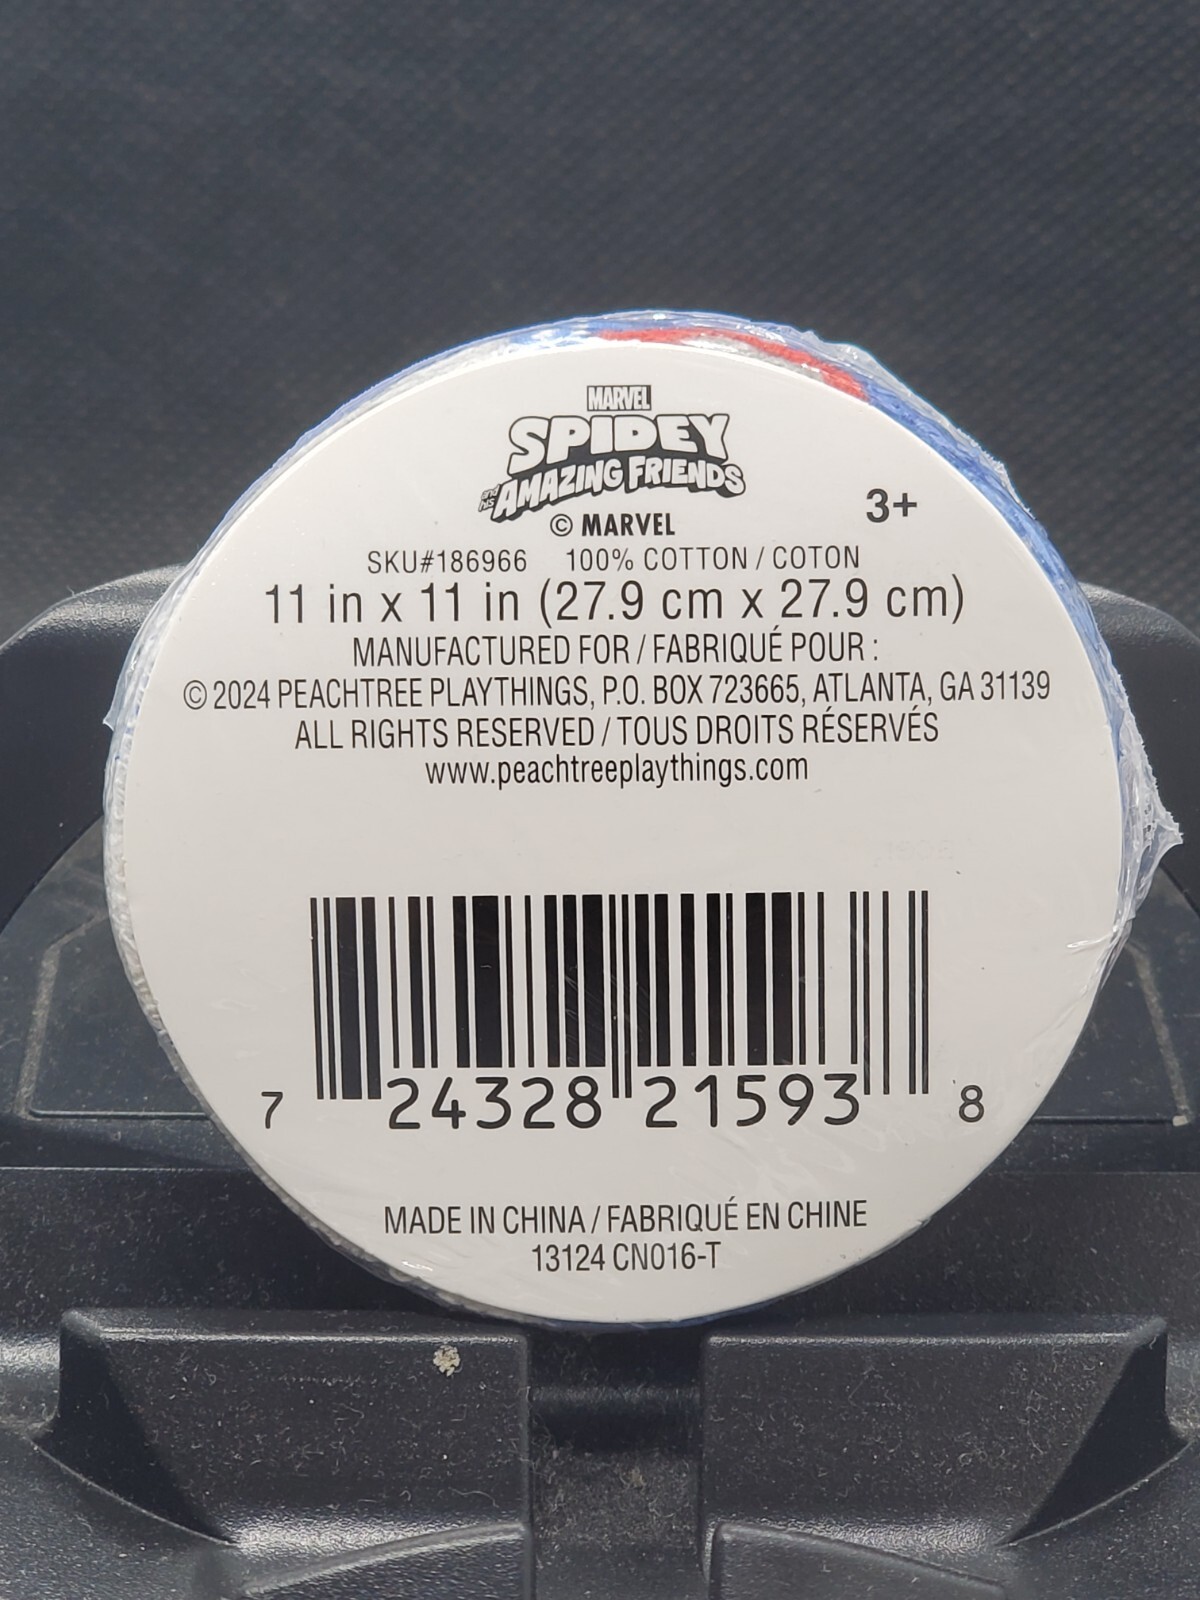 MARVEL
SPIDEY
and his AMAZING FRIENDS
© MARVEL
3+
SKU#186966 100% COTTON / COTON
11 in x 11 in (27.9 cm x 27.9 cm)
MANUFACTURED FOR / FABRIQUÉ POUR :
© 2024 PEACHTREE PLAYTHINGS, P.O. BOX 723665, ATLANTA, GA 31139
ALL RIGHTS RESERVED / TOUS DROITS RÉSERVÉS
www.peachtreeplaythings.com
7 24328 21593 8
MADE IN CHINA / FABRIQUÉ EN CHINE
13124 CN016-T